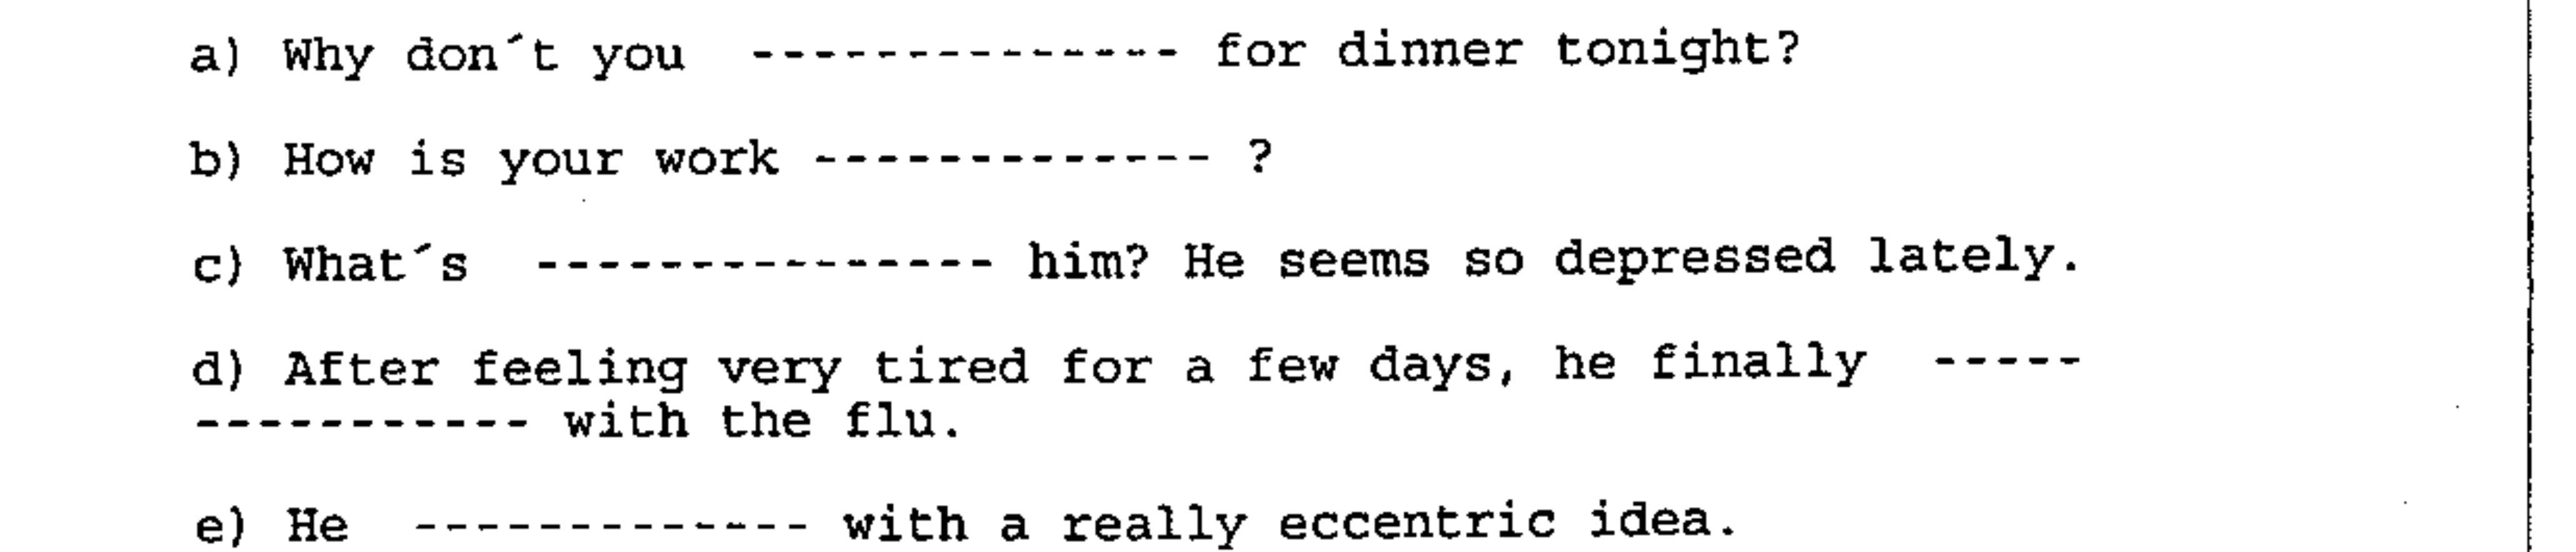 a) Why don´t you -------------- for dinner tonight?
b) How is your work ------------- ?
c) What´s --------------- him? He seems so depressed lately.
d) After feeling very tired for a few days, he finally -----
----------- with the flu.
e) He ------------- with a really eccentric idea.